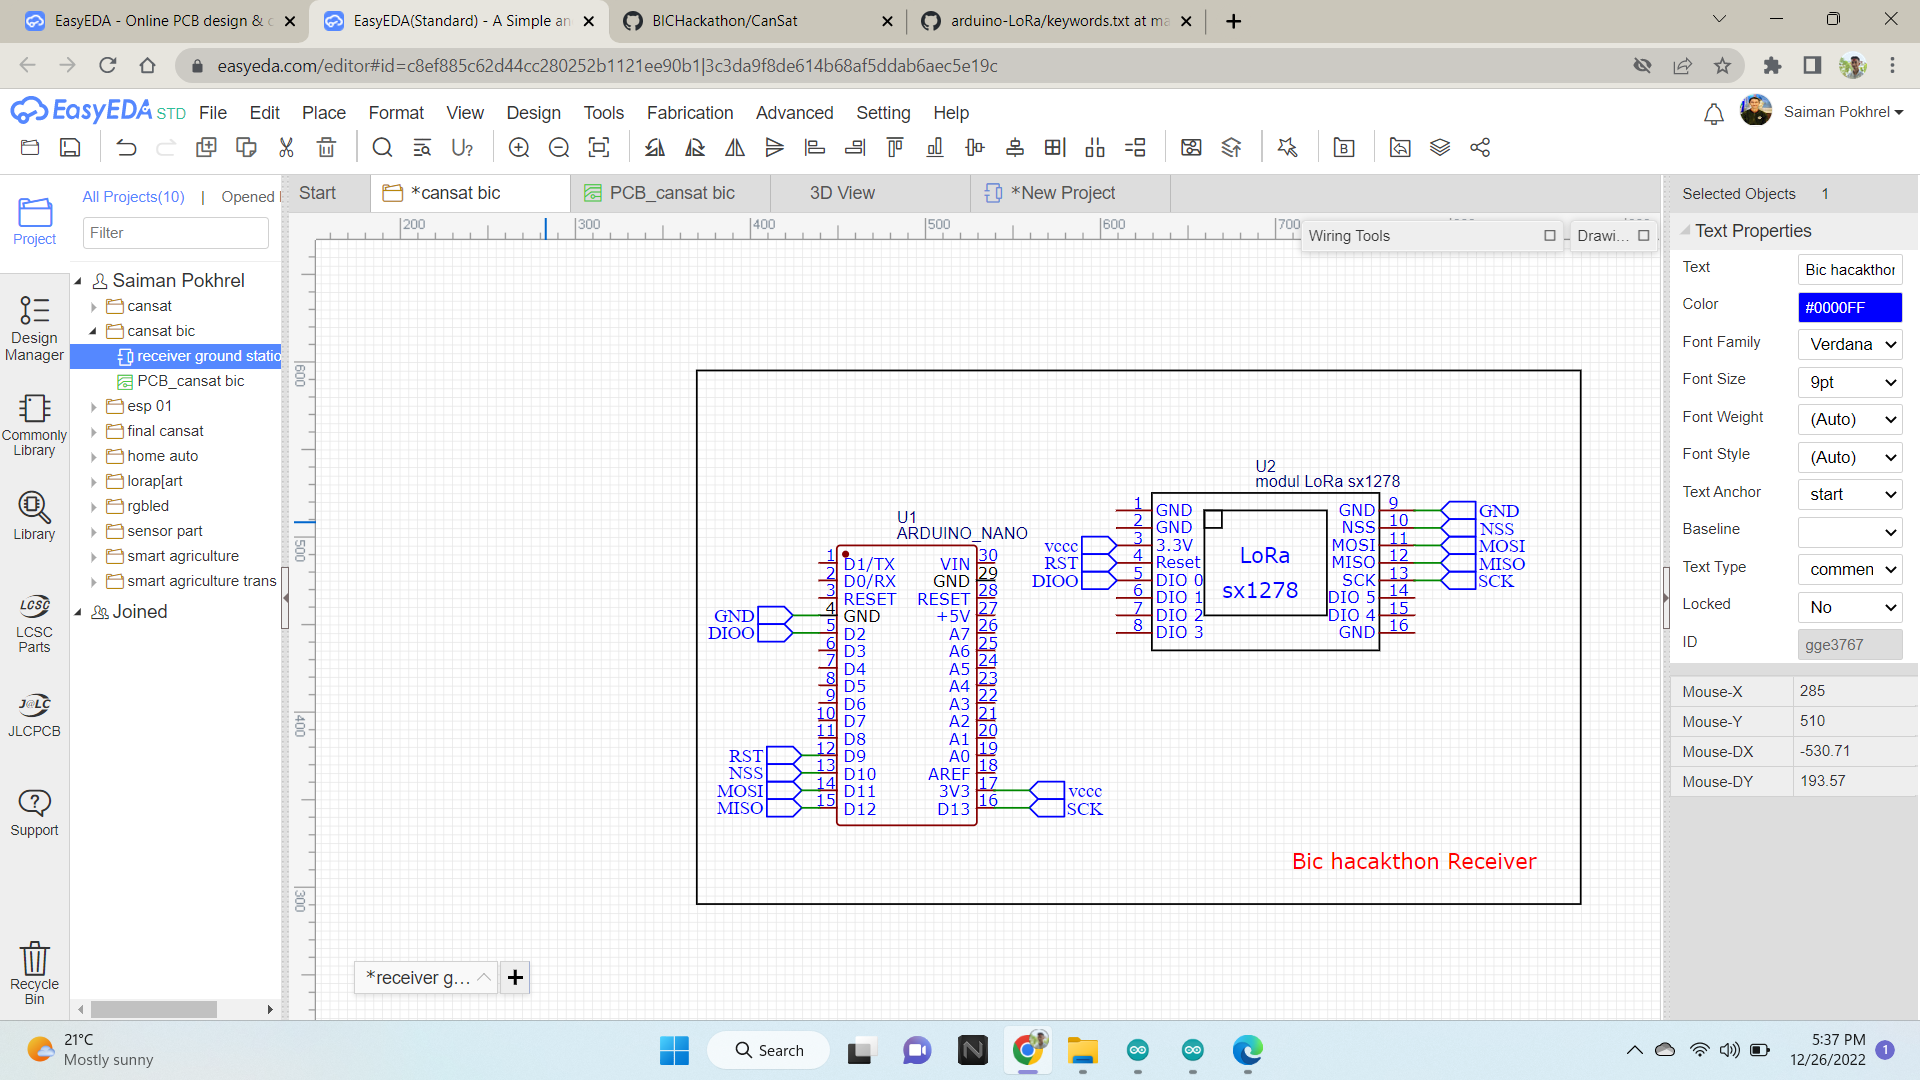 EasyEDA - Online PCB design & c
EasyEDA(Standard) - A Simple an
BICHackathon/CanSat
arduino-LoRa/keywords.txt at ma
easyeda.com/editor#id=c8ef885c62d44cc280252b1121ee90b1|3c3da9f8de614b68af5ddab6aec5e19c
EasyEDA STD File Edit Place Format View Design Tools Fabrication Advanced Setting Help
Saiman Pokhrel
Start *cansat bic PCB_cansat bic 3D View *New Project
Project
Design Manager
Commonly Library
Library
LCSC Parts
JLCPCB
Support
Recycle Bin
All Projects(10) | Opened
Filter
Saiman Pokhrel
cansat
cansat bic
receiver ground statio
PCB_cansat bic
esp 01
final cansat
home auto
lorap[art
rgbled
sensor part
smart agriculture
smart agriculture trans
Joined
200 300 400 500 600 700
600
500
400
300
Wiring Tools
Drawi...
U1
ARDUINO_NANO
1 D1/TX VIN 30
2 D0/RX GND 29
3 RESET RESET 28
GND 4 GND +5V 27
DIOO 5 D2 A7 26
6 D3 A6 25
7 D4 A5 24
8 D5 A4 23
9 D6 A3 22
10 D7 A2 21
11 D8 A1 20
RST 12 D9 A0 19
NSS 13 D10 AREF 18
MOSI 14 D11 3V3 17 vccc
MISO 15 D12 D13 16 SCK
U2
modul LoRa sx1278
LoRa
sx1278
1 GND GND 9 GND
2 GND NSS 10 NSS
vccc 3 3.3V MOSI 11 MOSI
RST 4 Reset MISO 12 MISO
DIOO 5 DIO 0 SCK 13 SCK
6 DIO 1 DIO 5 14
7 DIO 2 DIO 4 15
8 DIO 3 GND 16
Bic hacakthon Receiver
*receiver g...
Selected Objects 1
Text Properties
Text Bic hacakthor
Color #0000FF
Font Family Verdana
Font Size 9pt
Font Weight (Auto)
Font Style (Auto)
Text Anchor start
Baseline
Text Type commen
Locked No
ID gge3767
Mouse-X 285
Mouse-Y 510
Mouse-DX -530.71
Mouse-DY 193.57
21°C
Mostly sunny
Search
5:37 PM
12/26/2022
1